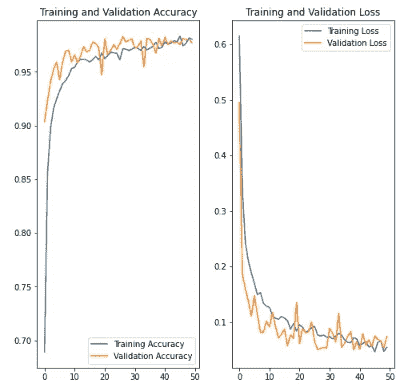 Training and Validation Accuracy
0.95
0.90
0.85
0.80
0.75
0.70
Training Accuracy
Validation Accuracy
0 10 20 30 40 50
Training and Validation Loss
Training Loss
Validation Loss
0.6
0.5
0.4
0.3
0.2
0.1
0 10 20 30 40 50